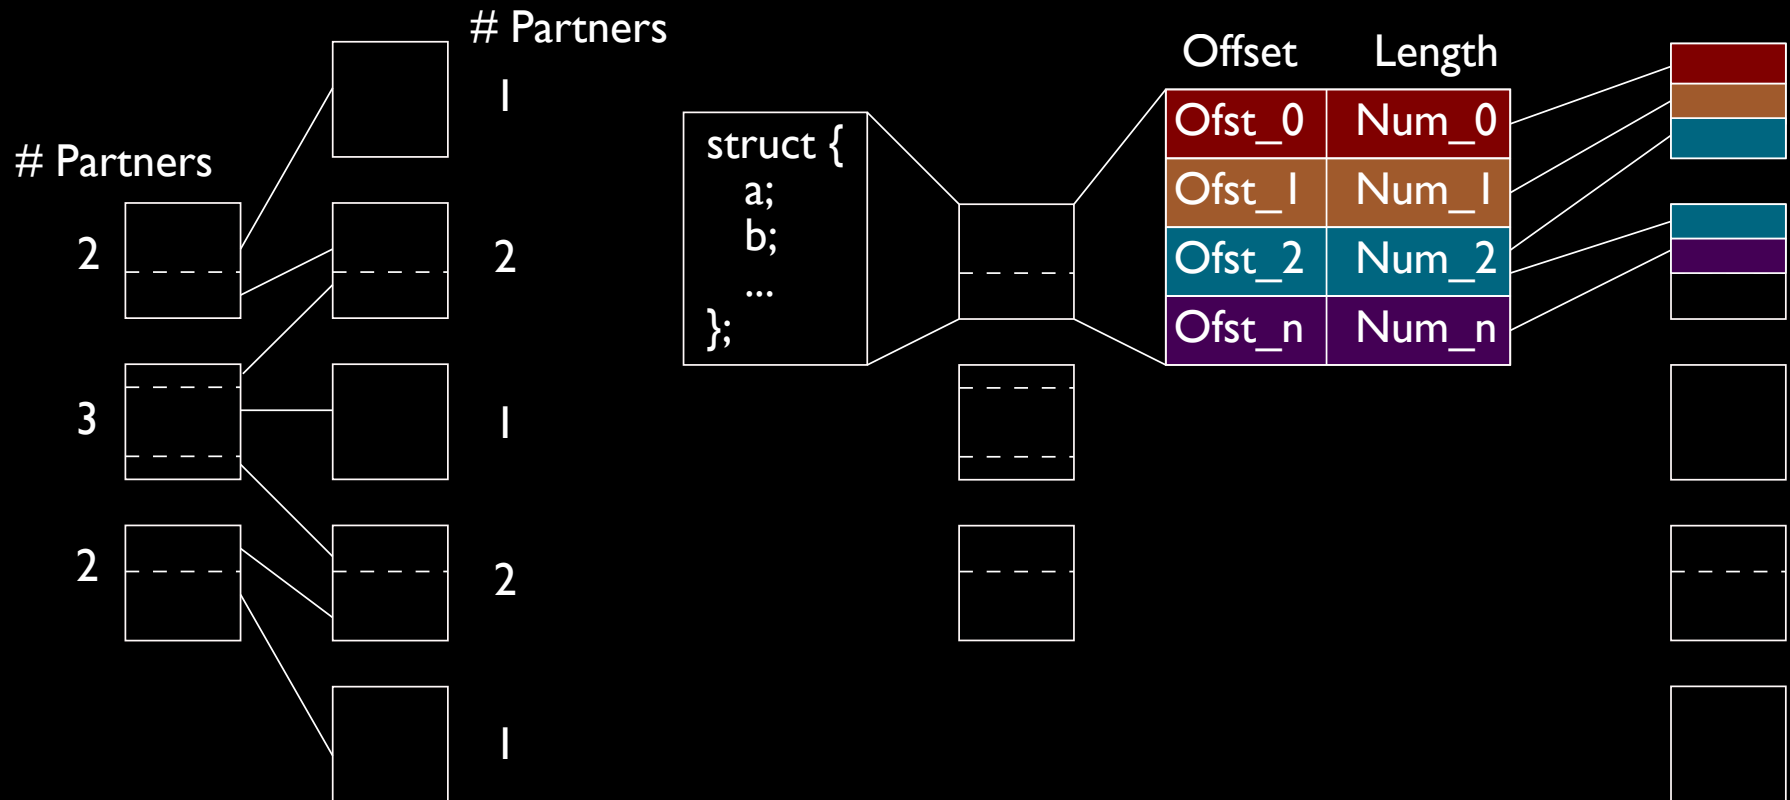 # Partners
2
3
2
# Partners
1
2
1
2
1
struct {
a;
b;
...
};
Offset Length
Ofst_0 Num_0
Ofst_1 Num_1
Ofst_2 Num_2
Ofst_n Num_n